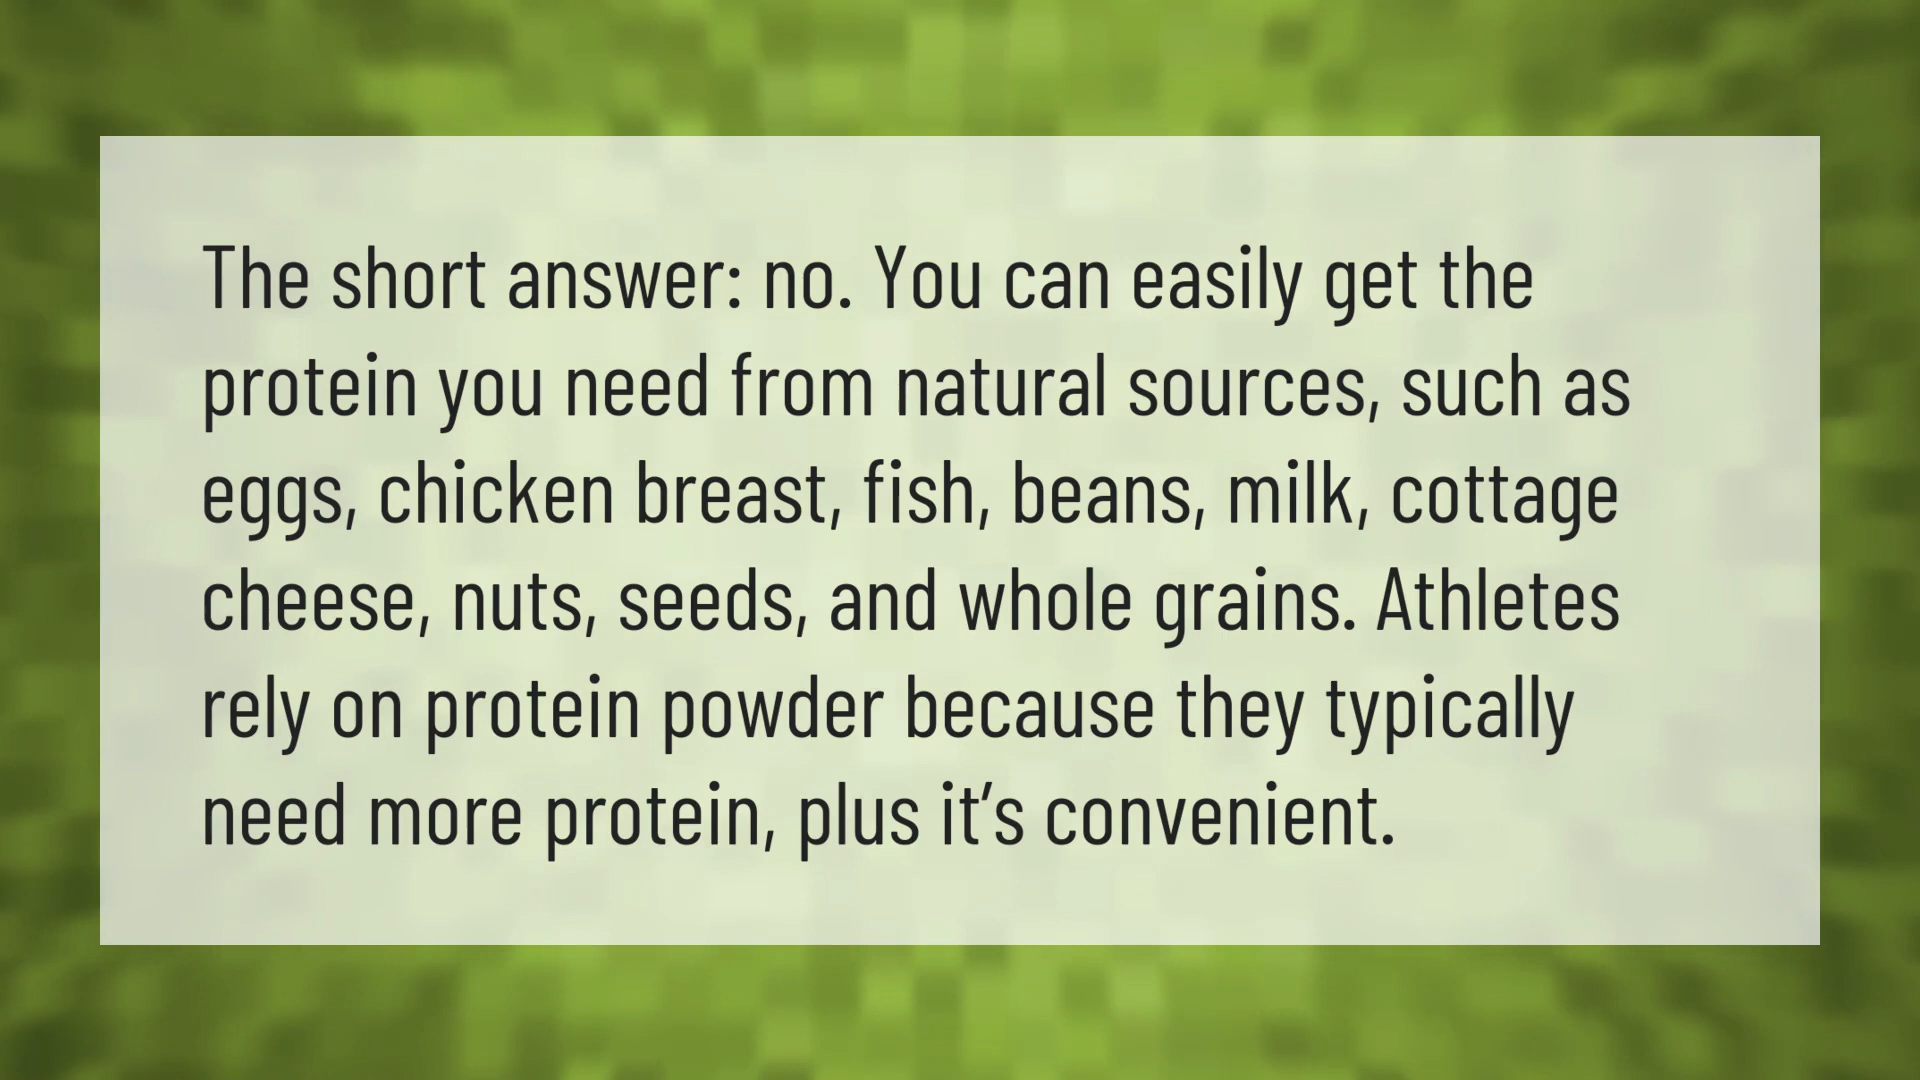 The short answer: no. You can easily get the
protein you need from natural sources, such as
eggs, chicken breast, fish, beans, milk, cottage
cheese, nuts, seeds, and whole grains. Athletes
rely on protein powder because they typically
need more protein, plus it’s convenient.